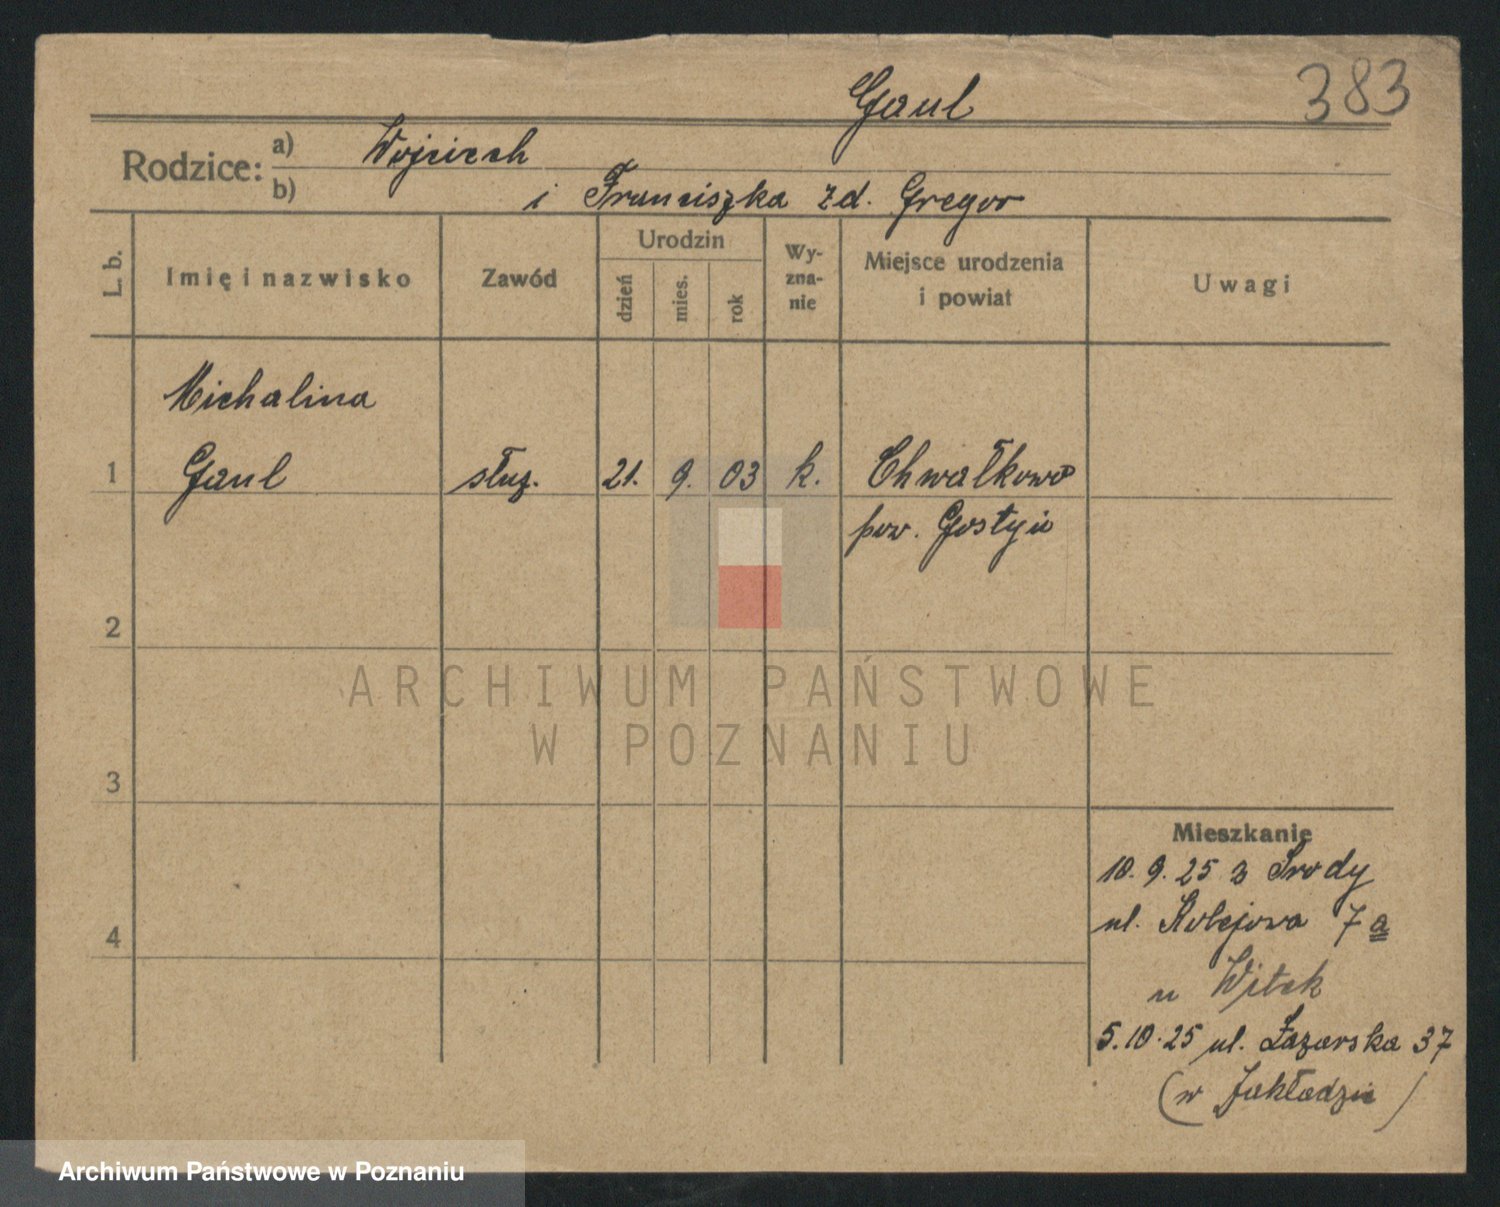 383
Gaul
Rodzice: a) Wojciech
b) i Franciszka zd. Gregor
L. b.
Imię i nazwisko
Zawód
Urodzin
dzień
mies.
rok
Wy-
zna-
nie
Miejsce urodzenia
i powiat
Uwagi
Michalina
1 Gaul służ. 21. 9. 03 k. Chwałkowo
pow. Gostyń
2
ARCHIWUM PAŃSTWOWE
W POZNANIU
3
Mieszkanie
10. 9. 25 z Środy
4 ul. Kolejowa 7 a
u Witek
5.10.25 ul. Łazarska 37
(w Zakładzie)
Archiwum Państwowe w Poznaniu